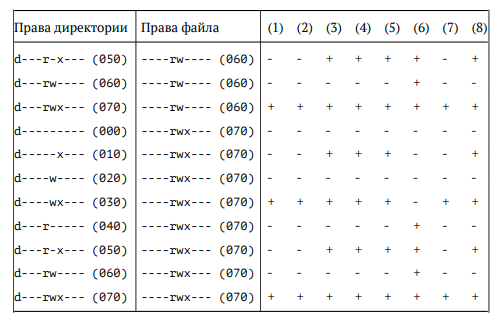 Права директории Права файла (1) (2) (3) (4) (5) (6) (7) (8)
d---r-x--- (050) ----rw---- (060) - - + + + + - +
d---rw---- (060) ----rw---- (060) - - - - - + - -
d---rwx--- (070) ----rw---- (060) + + + + + + + +
d--------- (000) ----rwx--- (070) - - - - - - - -
d-----x--- (010) ----rwx--- (070) - - + + + - - +
d----w---- (020) ----rwx--- (070) - - - - - - - -
d----wx--- (030) ----rwx--- (070) + + + + + - + +
d---r----- (040) ----rwx--- (070) - - - - - + - -
d---r-x--- (050) ----rwx--- (070) - - + + + + - +
d---rw---- (060) ----rwx--- (070) - - - - - + - -
d---rwx--- (070) ----rwx--- (070) + + + + + + + +